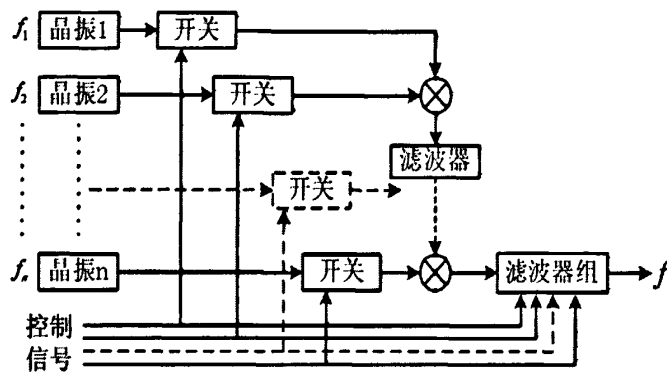 f₁ 晶振1 开关
f₂ 晶振2 开关
滤波器
开关
fₙ 晶振n 开关 滤波器组 f
控制
信号